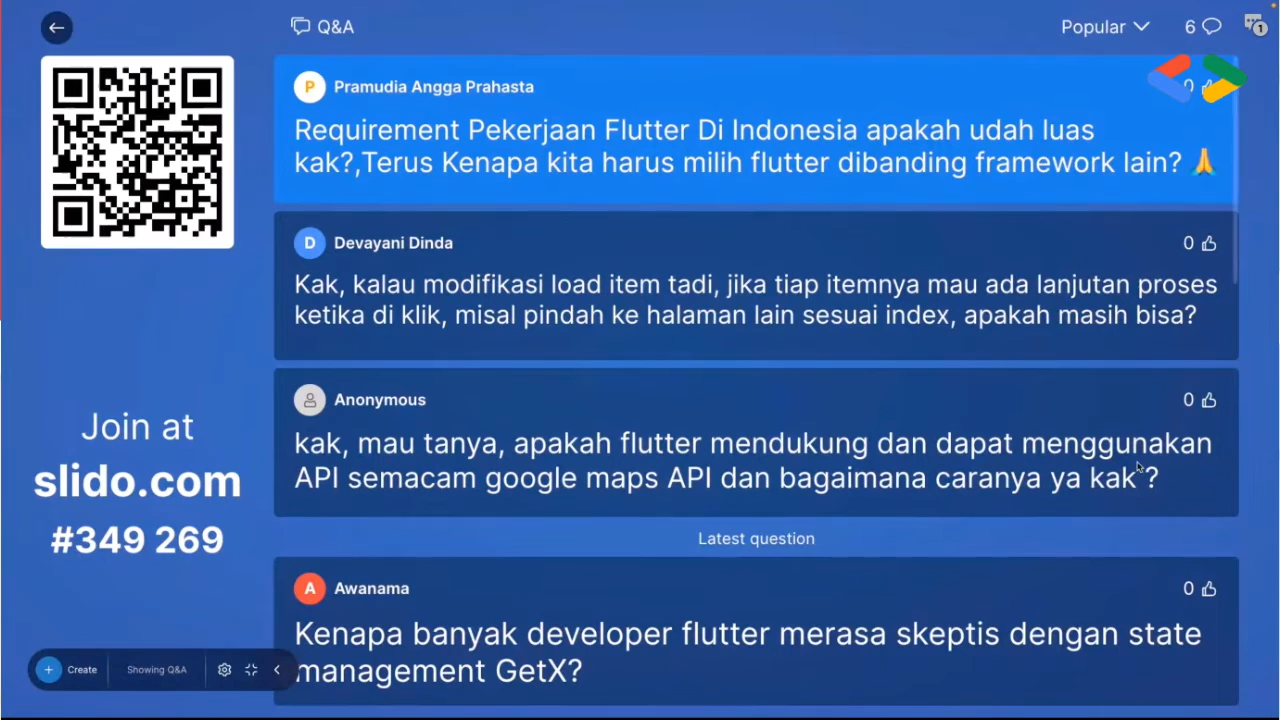 Q&A
Popular
6
1
P
Pramudia Angga Prahasta
0
Requirement Pekerjaan Flutter Di Indonesia apakah udah luas
kak?,Terus Kenapa kita harus milih flutter dibanding framework lain? 🙏
D
Devayani Dinda
0
Kak, kalau modifikasi load item tadi, jika tiap itemnya mau ada lanjutan proses
ketika di klik, misal pindah ke halaman lain sesuai index, apakah masih bisa?
Anonymous
0
kak, mau tanya, apakah flutter mendukung dan dapat menggunakan
API semacam google maps API dan bagaimana caranya ya kak ?
Latest question
A
Awanama
0
Kenapa banyak developer flutter merasa skeptis dengan state
management GetX?
Join at
slido.com
#349 269
Create
Showing Q&A